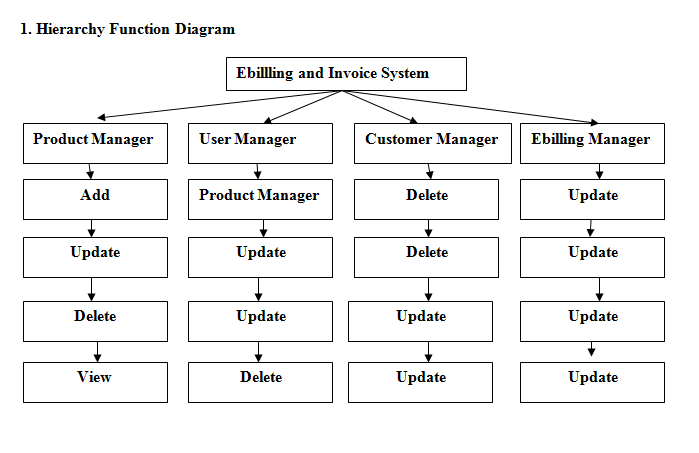 1. Hierarchy Function Diagram
Ebillling and Invoice System
Product Manager User Manager Customer Manager Ebilling Manager
Add Product Manager Delete Update
Update Update Delete Update
Delete Update Update Update
View Delete Update Update